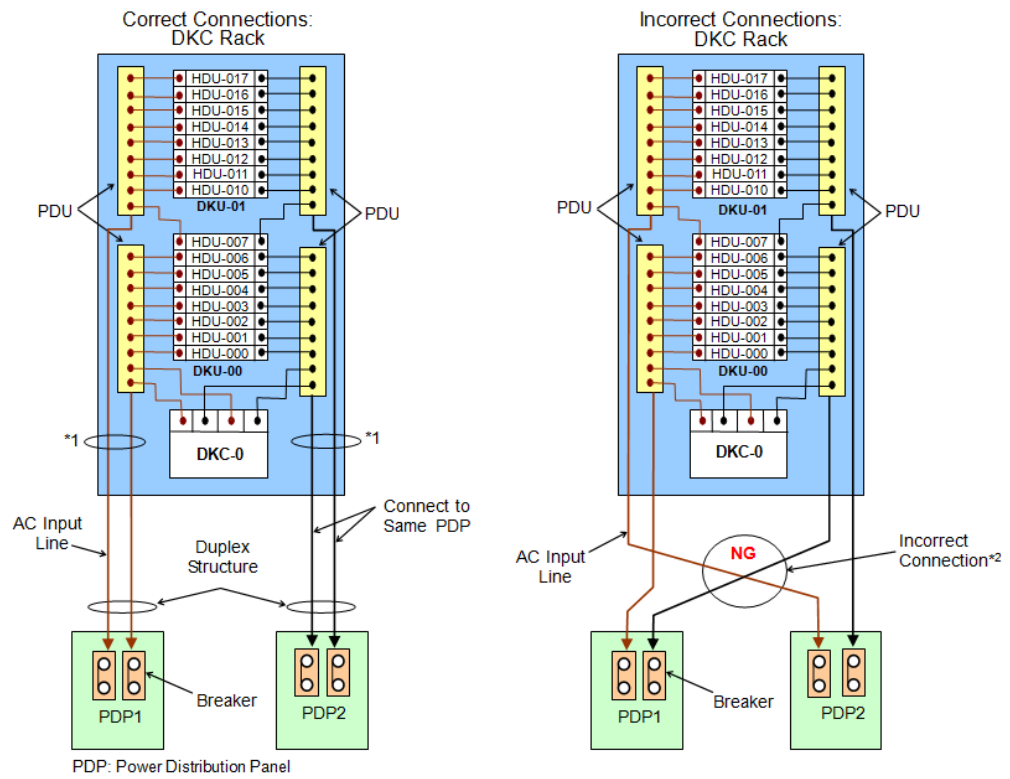 Correct Connections:
DKC Rack
HDU-017
HDU-016
HDU-015
HDU-014
HDU-013
HDU-012
HDU-011
HDU-010
DKU-01
PDU
PDU
HDU-007
HDU-006
HDU-005
HDU-004
HDU-003
HDU-002
HDU-001
HDU-000
DKU-00
*1
*1
DKC-0
AC Input
Line
Duplex
Structure
Connect to
Same PDP
Breaker
PDP1
PDP2
PDP: Power Distribution Panel
Incorrect Connections:
DKC Rack
HDU-017
HDU-016
HDU-015
HDU-014
HDU-013
HDU-012
HDU-011
HDU-010
DKU-01
PDU
PDU
HDU-007
HDU-006
HDU-005
HDU-004
HDU-003
HDU-002
HDU-001
HDU-000
DKU-00
DKC-0
AC Input
Line
NG
Incorrect
Connection*2
Breaker
PDP1
PDP2